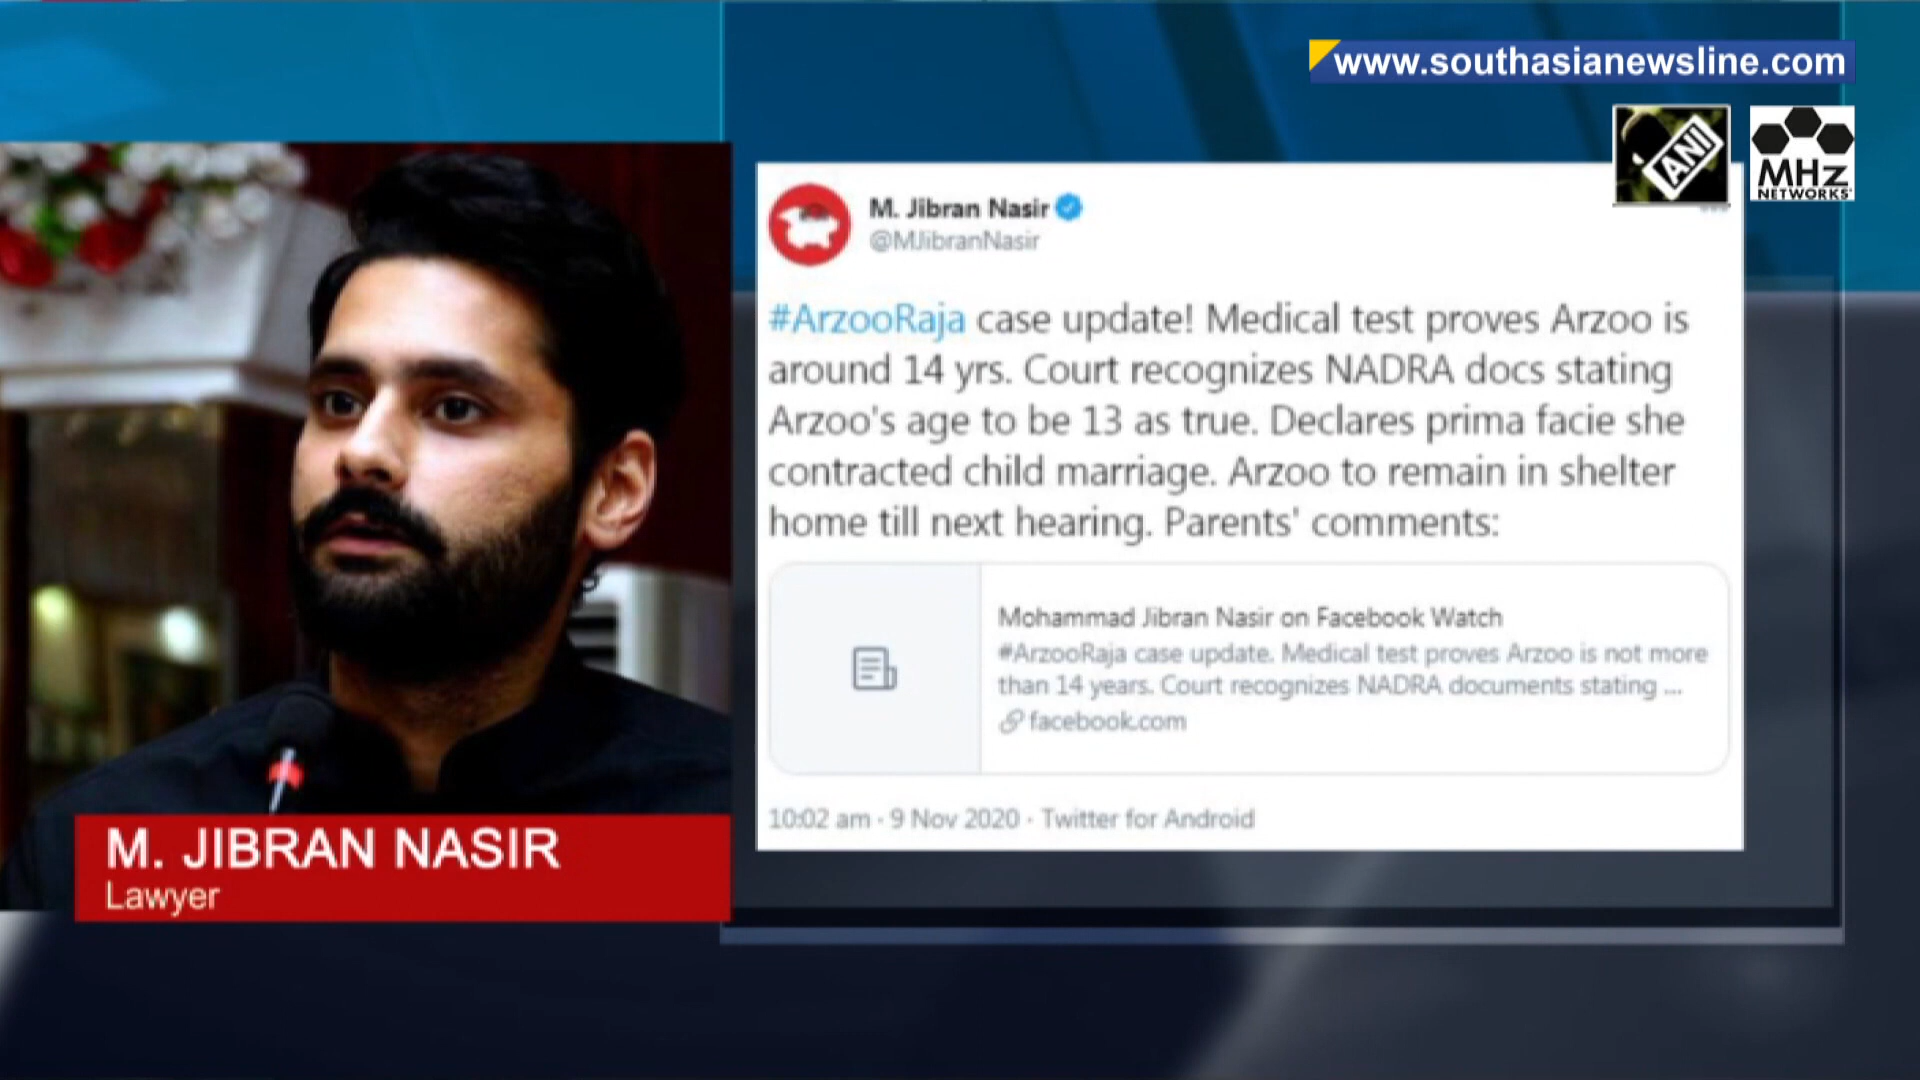 www.southasianewsline.com
ANI
MHz
NETWORKS
M. Jibran Nasir
@MJibranNasir
#ArzooRaja case update! Medical test proves Arzoo is
around 14 yrs. Court recognizes NADRA docs stating
Arzoo's age to be 13 as true. Declares prima facie she
contracted child marriage. Arzoo to remain in shelter
home till next hearing. Parents' comments:
Mohammad Jibran Nasir on Facebook Watch
#ArzooRaja case update. Medical test proves Arzoo is not more
than 14 years. Court recognizes NADRA documents stating ...
facebook.com
10:02 am · 9 Nov 2020 · Twitter for Android
M. JIBRAN NASIR
Lawyer